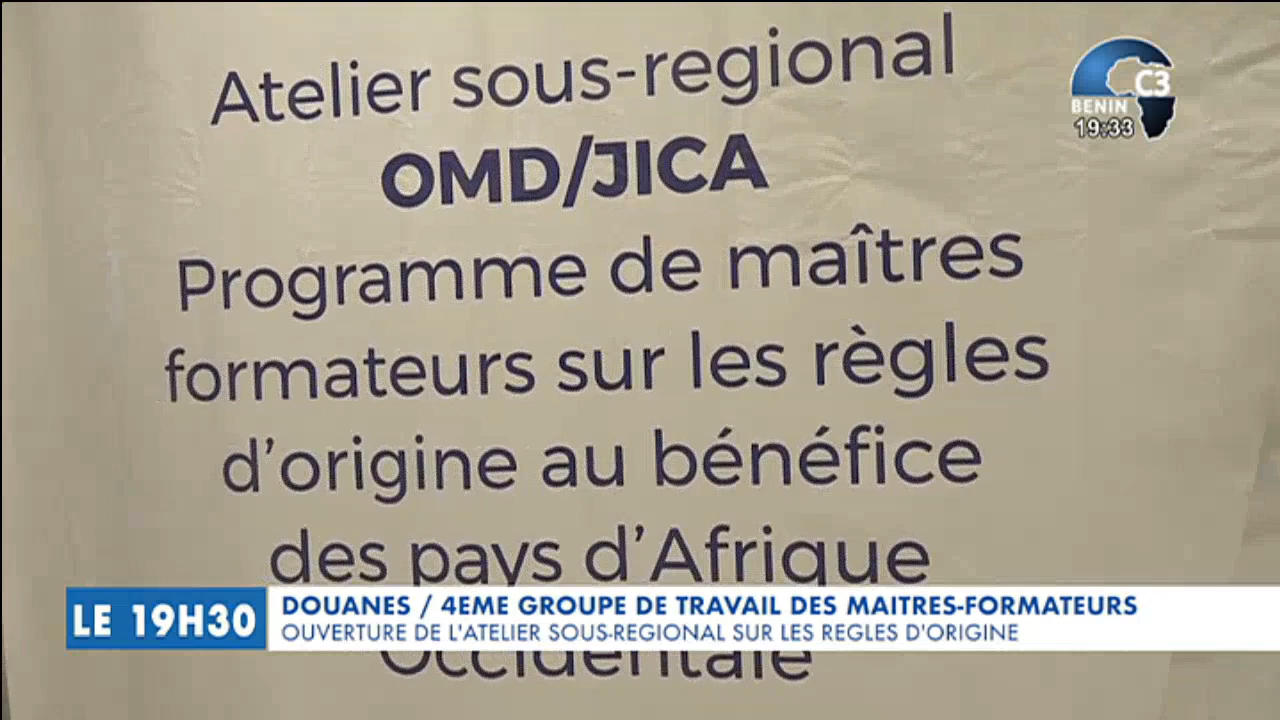 Atelier sous-regional
OMD/JICA
Programme de maîtres
formateurs sur les règles
d'origine au bénéfice
des pays d'Afrique
Occidentale
C3
BENIN
19:33
LE 19H30
DOUANES / 4EME GROUPE DE TRAVAIL DES MAITRES-FORMATEURS
OUVERTURE DE L'ATELIER SOUS-REGIONAL SUR LES REGLES D'ORIGINE